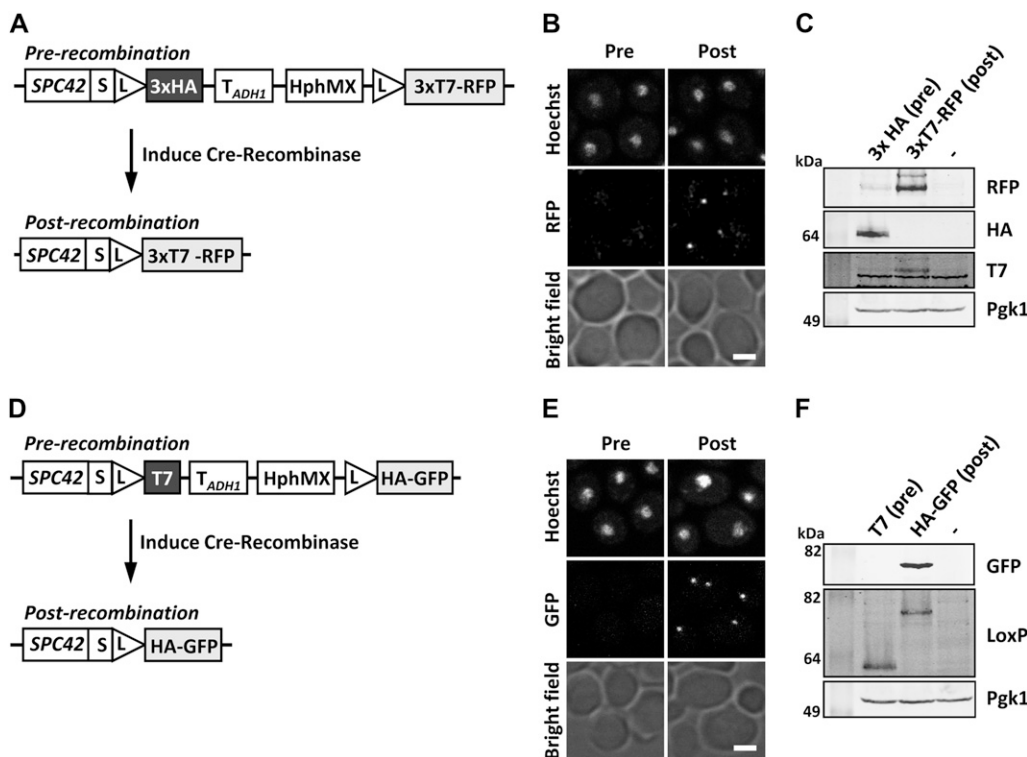 A
Pre-recombination
SPC42 S L 3xHA TADH1 HphMX L 3xT7-RFP
Induce Cre-Recombinase
Post-recombination
SPC42 S L 3xT7 -RFP
B
Pre Post
Hoechst
RFP
Bright field
C
3x HA (pre)
3xT7-RFP (post)
-
kDa
RFP
64
HA
T7
49
Pgk1
D
Pre-recombination
SPC42 S L T7 TADH1 HphMX L HA-GFP
Induce Cre-Recombinase
Post-recombination
SPC42 S L HA-GFP
E
Pre Post
Hoechst
GFP
Bright field
F
T7 (pre)
HA-GFP (post)
-
kDa
82
GFP
82
LoxP
64
49
Pgk1